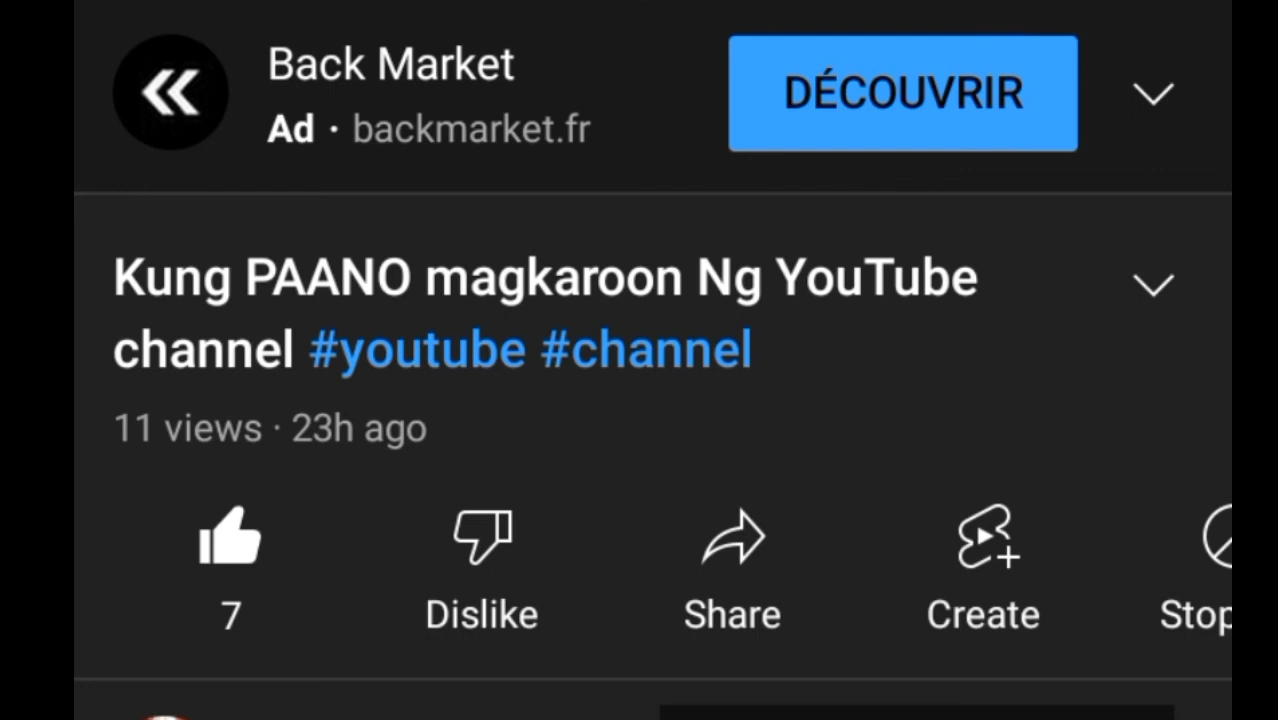 Back Market
DÉCOUVRIR
Ad · backmarket.fr
Kung PAANO magkaroon Ng YouTube
channel #youtube #channel
11 views · 23h ago
7
Dislike
Share
Create
Stop